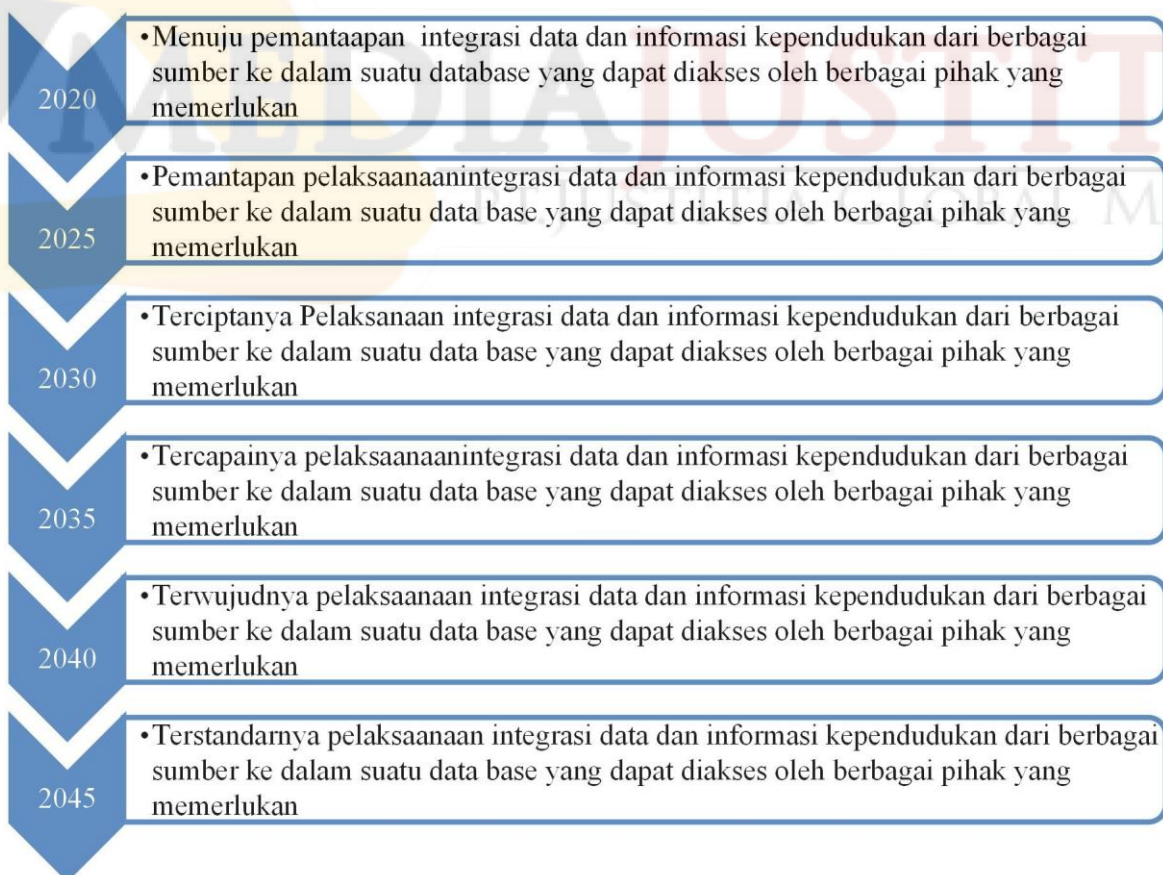 MEDIAJUSTIT
PT.JUSTITIA GLOBAL M
2020
•Menuju pemantaapan integrasi data dan informasi kependudukan dari berbagai
sumber ke dalam suatu database yang dapat diakses oleh berbagai pihak yang
memerlukan
2025
•Pemantapan pelaksaanaanintegrasi data dan informasi kependudukan dari berbagai
sumber ke dalam suatu data base yang dapat diakses oleh berbagai pihak yang
memerlukan
2030
•Terciptanya Pelaksanaan integrasi data dan informasi kependudukan dari berbagai
sumber ke dalam suatu data base yang dapat diakses oleh berbagai pihak yang
memerlukan
2035
•Tercapainya pelaksaanaanintegrasi data dan informasi kependudukan dari berbagai
sumber ke dalam suatu data base yang dapat diakses oleh berbagai pihak yang
memerlukan
2040
•Terwujudnya pelaksaanaan integrasi data dan informasi kependudukan dari berbagai
sumber ke dalam suatu data base yang dapat diakses oleh berbagai pihak yang
memerlukan
2045
•Terstandarnya pelaksaanaan integrasi data dan informasi kependudukan dari berbagai
sumber ke dalam suatu data base yang dapat diakses oleh berbagai pihak yang
memerlukan